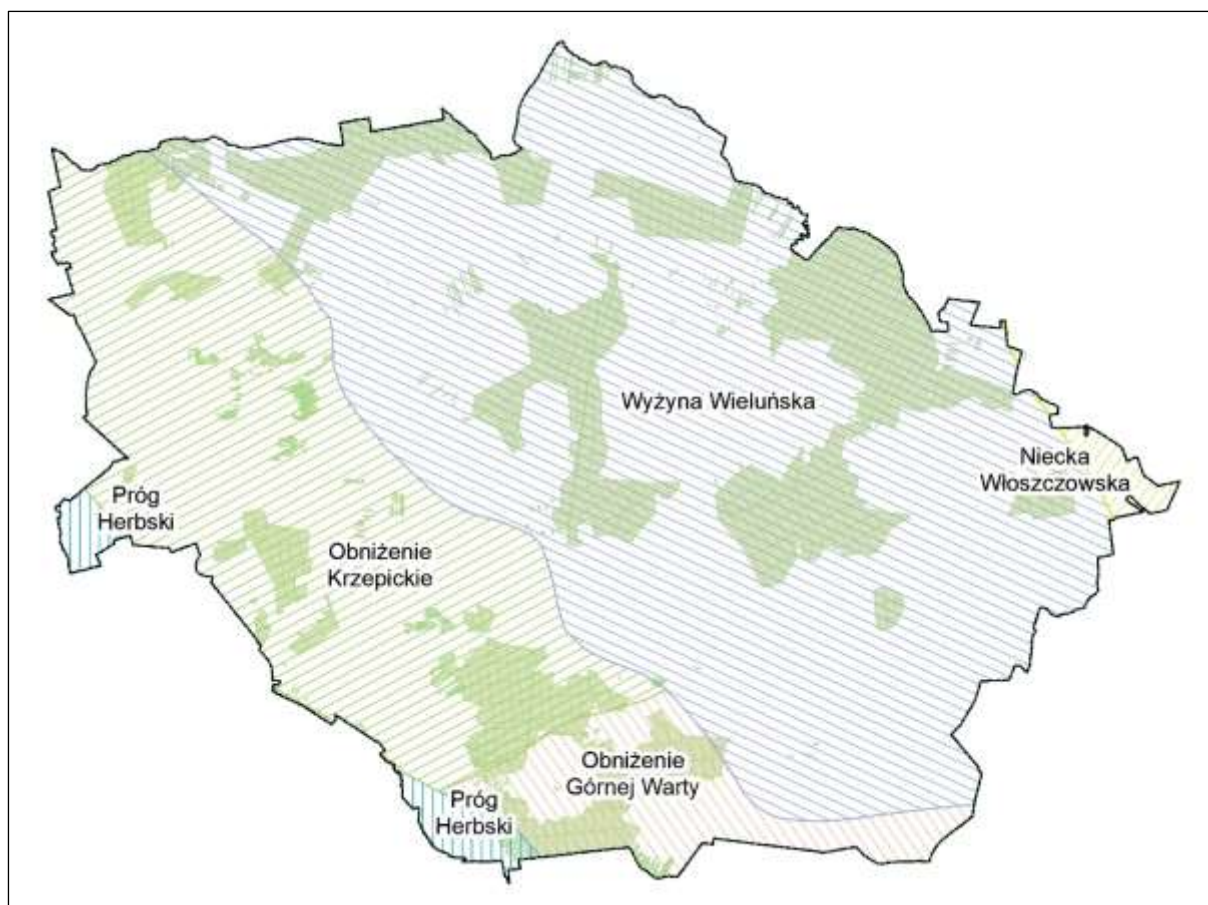 Wyżyna Wieluńska
Niecka
Włoszczowska
Próg
Herbski
Obniżenie
Krzepickie
Obniżenie
Górnej Warty
Próg
Herbski